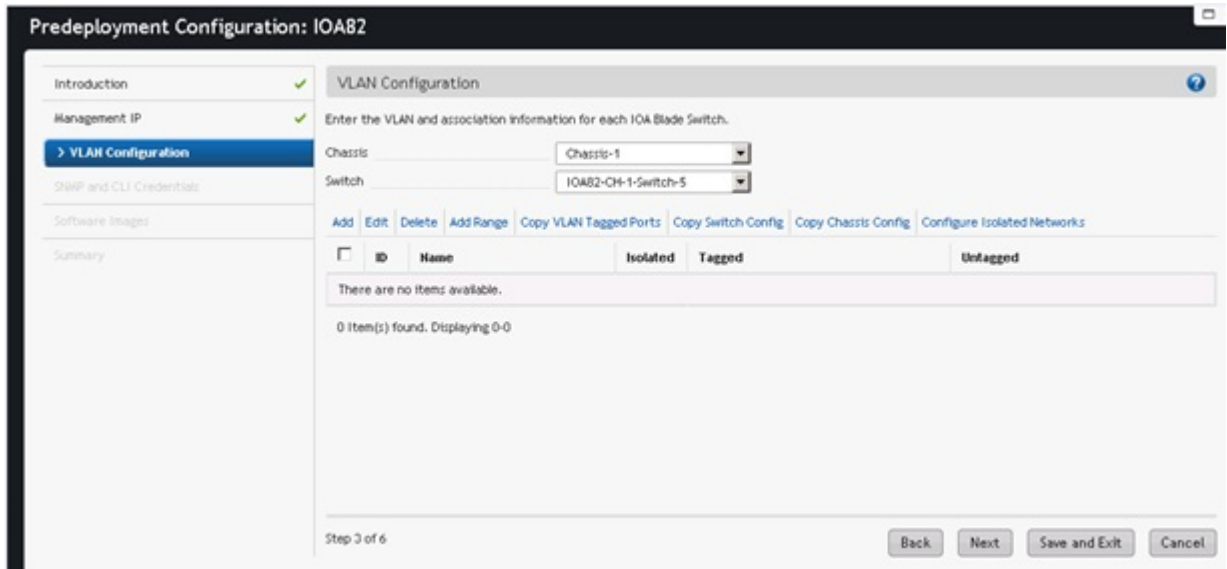 Predeployment Configuration: IOA82
Introduction
Management IP
> VLAN Configuration
SNMP and CLI Credentials
Software Images
Summary
VLAN Configuration
?
Enter the VLAN and association information for each IOA Blade Switch.
Chassis Chassis-1
Switch IOA82-CH-1-Switch-5
Add Edit Delete Add Range Copy VLAN Tagged Ports Copy Switch Config Copy Chassis Config Configure Isolated Networks
ID Name Isolated Tagged Untagged
There are no items available.
0 Item(s) found. Displaying 0-0
Step 3 of 6
Back Next Save and Exit Cancel